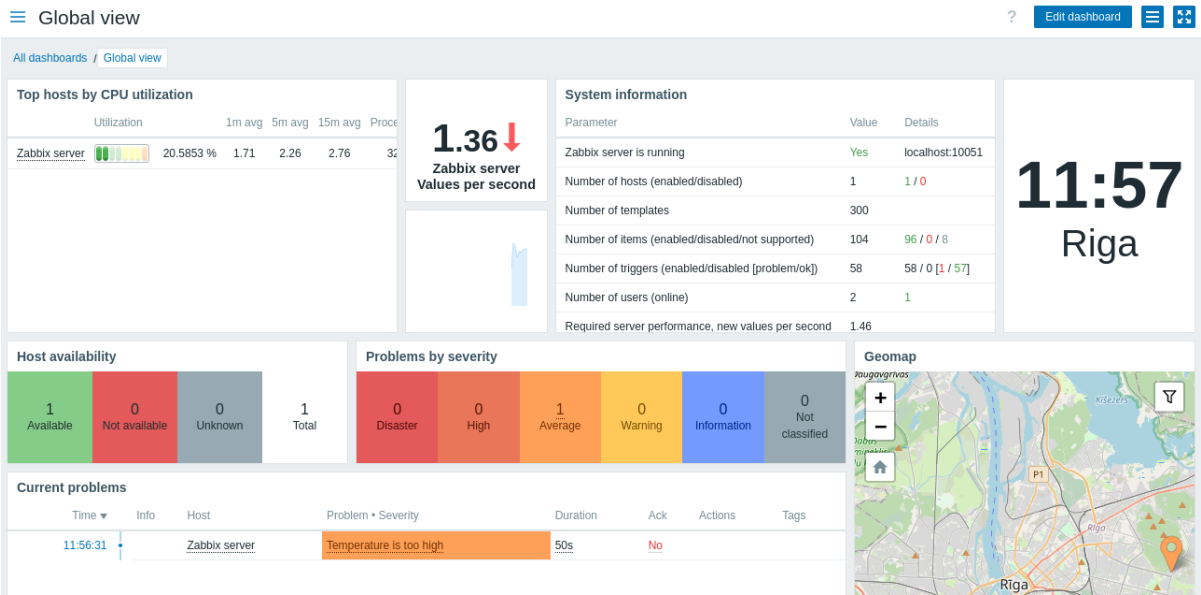 Global view
?
Edit dashboard
All dashboards / Global view
Top hosts by CPU utilization
Utilization 1m avg 5m avg 15m avg
Zabbix server 20.5853 % 1.71 2.26 2.76
1.36
Zabbix server
Values per second
System information
Parameter Value Details
Zabbix server is running Yes localhost:10051
Number of hosts (enabled/disabled) 1 1 / 0
Number of templates 300
Number of items (enabled/disabled/not supported) 104 96 / 0 / 8
Number of triggers (enabled/disabled [problem/ok]) 58 58 / 0 [1 / 57]
Number of users (online) 2 1
Required server performance, new values per second 1.46
11:57
Riga
Host availability
1
Available
0
Not available
0
Unknown
1
Total
Problems by severity
0
Disaster
0
High
1
Average
0
Warning
0
Information
0
Not
classified
Geomap
Daugavgrīvas
Ķīšezers
+
−
P1
Rīga
Rīga
Current problems
Time Info Host Problem • Severity Duration Ack Actions Tags
11:56:31 Zabbix server Temperature is too high 50s No